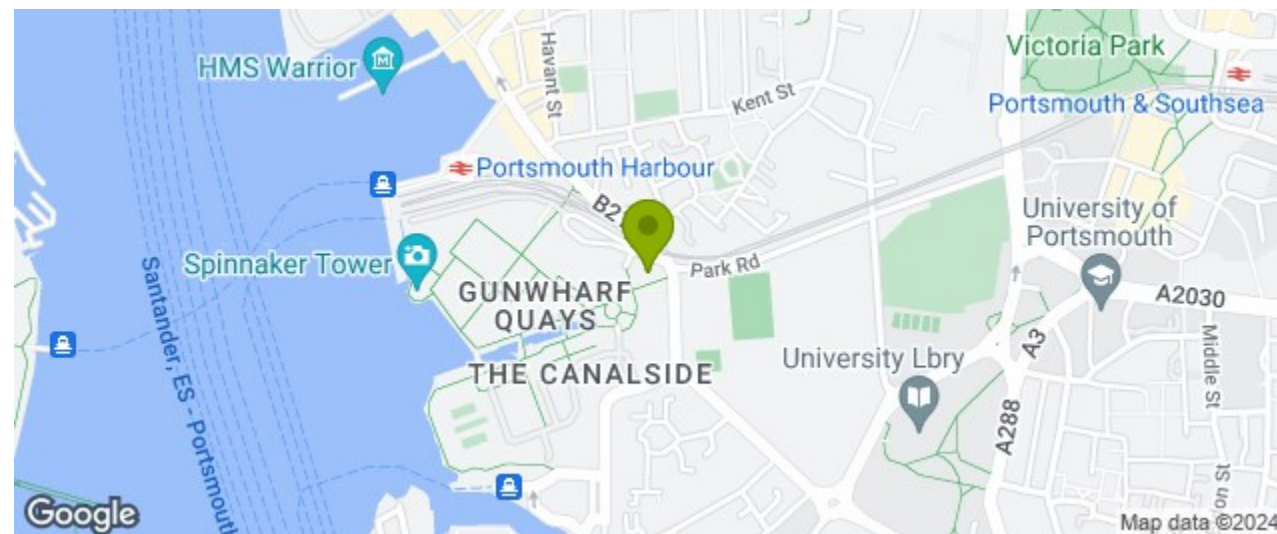 Victoria Park
HMS Warrior
Havant St
Kent St
Portsmouth & Southsea
Portsmouth Harbour
B2
University of
Portsmouth
Park Rd
Spinnaker Tower
GUNWHARF
QUAYS
A2030
Santander, ES - Portsmouth
A3
Middle St
University Lbry
THE CANALSIDE
A288
on St
Google
Map data ©2024